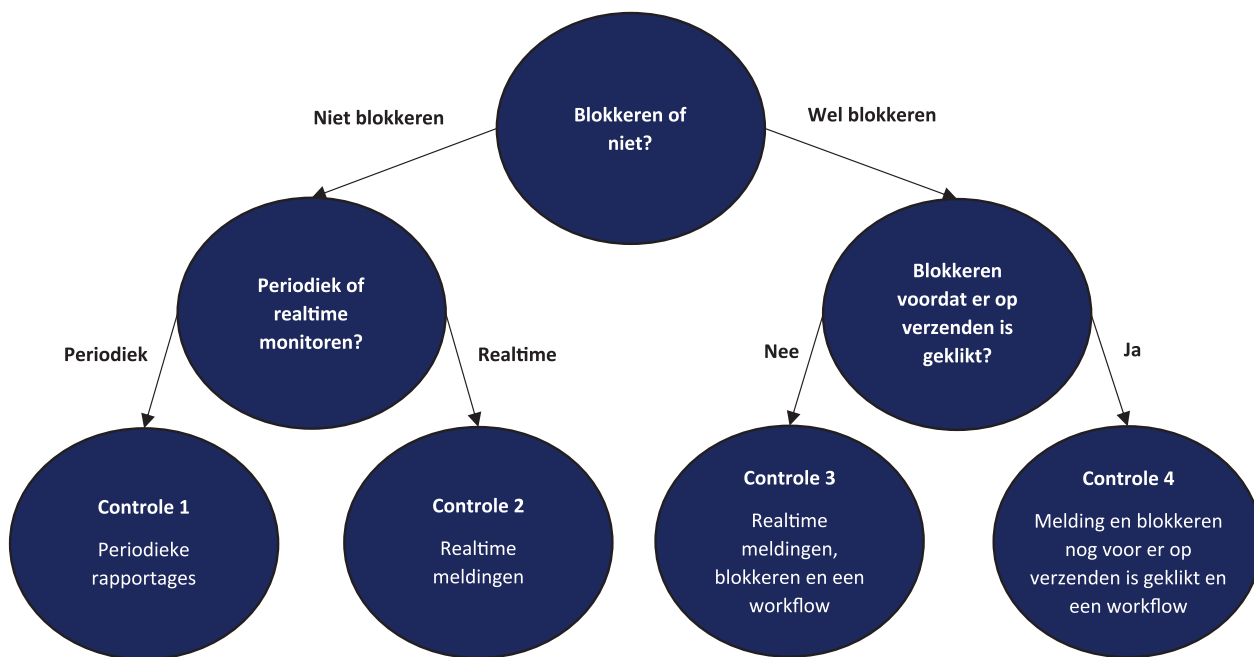 Niet blokkeren
Blokkeren of
niet?
Wel blokkeren
Periodiek of
realtime
monitoren?
Blokkeren
voordat er op
verzenden is
geklikt?
Periodiek
Realtime
Nee
Ja
Controle 1
Periodieke
rapportages
Controle 2
Realtime
meldingen
Controle 3
Realtime
meldingen,
blokkeren en een
workflow
Controle 4
Melding en blokkeren
nog voor er op
verzenden is geklikt en
een workflow